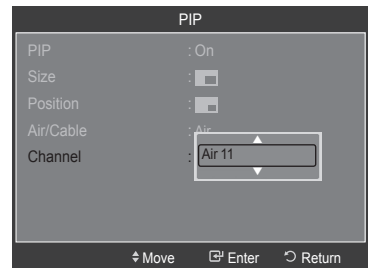 PIP
PIP : On
Size :
Position :
Air/Cable : Air
Channel : Air 11
Move Enter Return